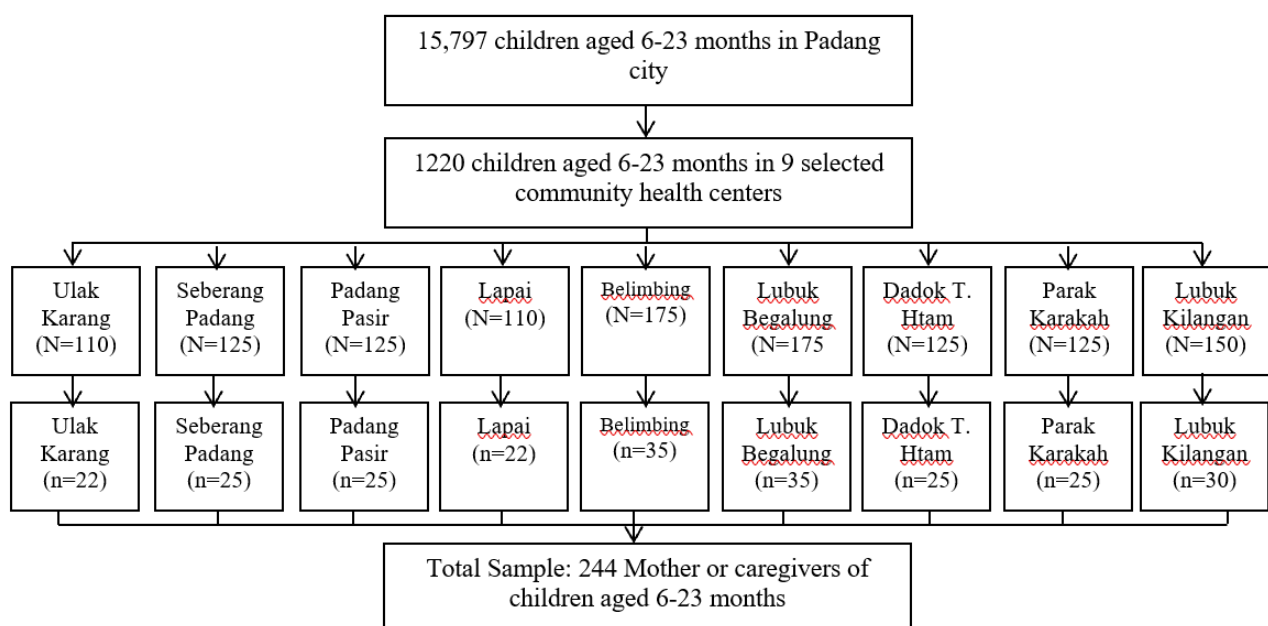 15,797 children aged 6-23 months in Padang
city
1220 children aged 6-23 months in 9 selected
community health centers
Ulak
Karang
(N=110)
Seberang
Padang
(N=125)
Padang
Pasir
(N=125)
Lapai
(N=110)
Belimbing
(N=175)
Lubuk
Begalung
(N=175
Dadok T.
Htam
(N=125)
Parak
Karakah
(N=125)
Lubuk
Kilangan
(N=150)
Ulak
Karang
(n=22)
Seberang
Padang
(n=25)
Padang
Pasir
(n=25)
Lapai
(n=22)
Belimbing
(n=35)
Lubuk
Begalung
(n=35)
Dadok T.
Htam
(n=25)
Parak
Karakah
(n=25)
Lubuk
Kilangan
(n=30)
Total Sample: 244 Mother or caregivers of
children aged 6-23 months